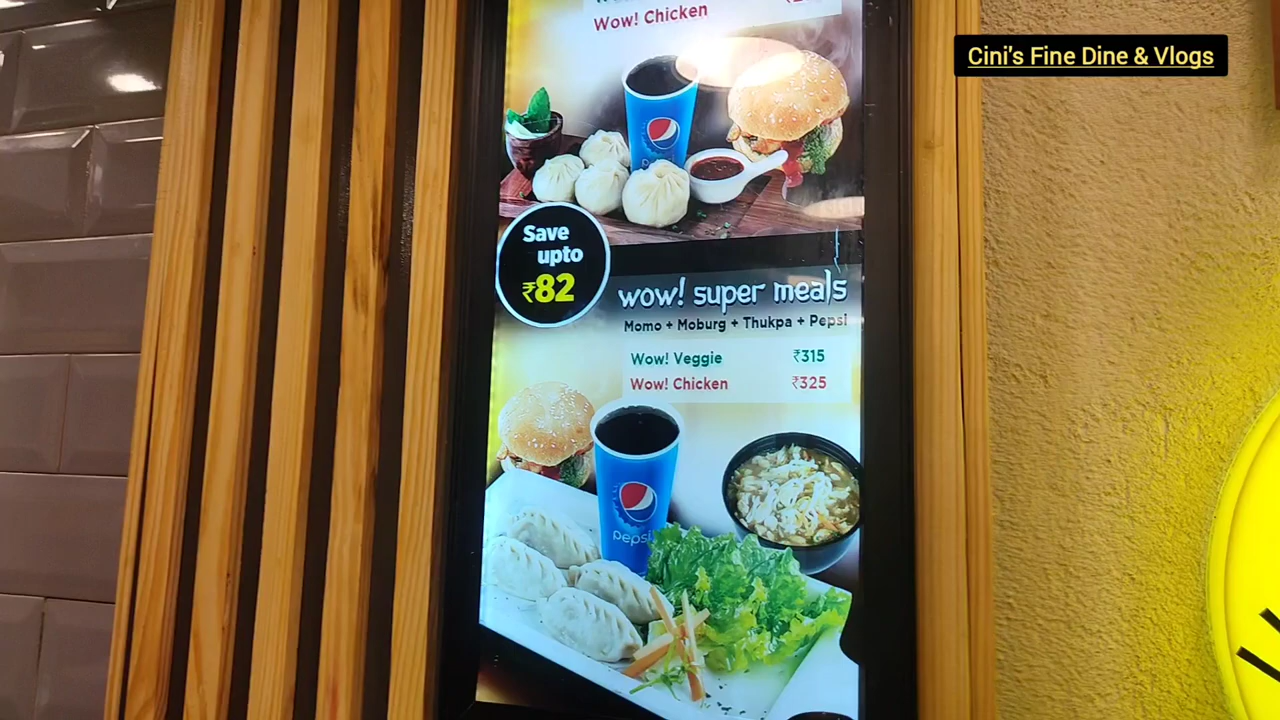 Cini's Fine Dine & Vlogs
Wow! Chicken
Save
upto
₹82
wow! super meals
Momo + Moburg + Thukpa + Pepsi
Wow! Veggie ₹315
Wow! Chicken ₹325
pepsi